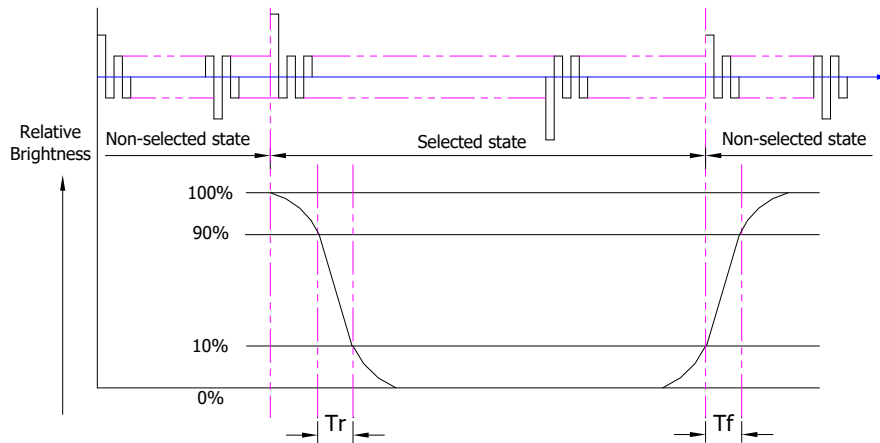 Relative
Brightness
Non-selected state
Selected state
Non-selected state
100%
90%
10%
0%
Tr
Tf